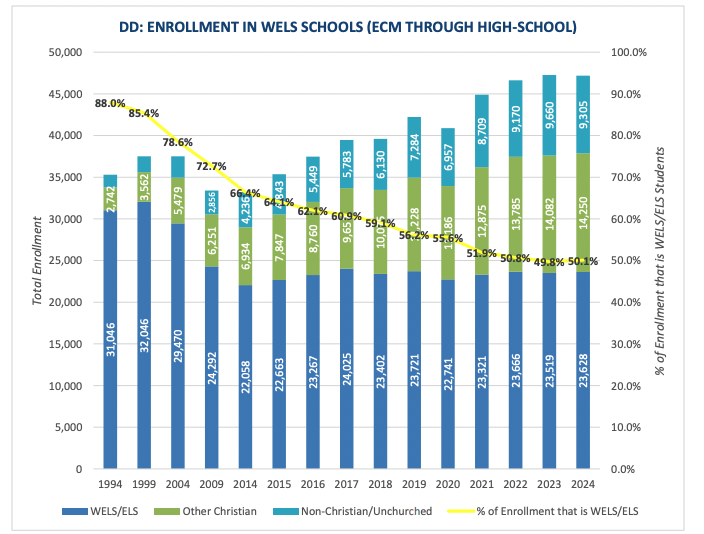 DD: ENROLLMENT IN WELS SCHOOLS (ECM THROUGH HIGH-SCHOOL)
50,000 100.0%
45,000 90.0%
40,000 80.0%
35,000 70.0%
30,000 60.0%
25,000 50.0%
20,000 40.0%
15,000 30.0%
10,000 20.0%
5,000 10.0%
0 0.0%
Total Enrollment
% of Enrollment that is WELS/ELS Students
88.0% 85.4% 78.6% 72.7% 66.4% 64.1% 62.1% 60.9% 59.1% 56.2% 55.6% 51.9% 50.8% 49.8% 50.1%
2,856 4,236 5,449 5,783 6,130 7,284 6,957 8,709 9,170 9,660 9,305
2,742 3,562 5,479 6,251 6,934 7,847 8,760 12,875 13,785 14,082 14,250
31,046 32,046 29,470 24,292 22,058 22,663 23,267 24,025 23,402 23,721 22,741 23,321 23,666 23,519 23,628
1994 1999 2004 2009 2014 2015 2016 2017 2018 2019 2020 2021 2022 2023 2024
WELS/ELS Other Christian Non-Christian/Unchurched % of Enrollment that is WELS/ELS